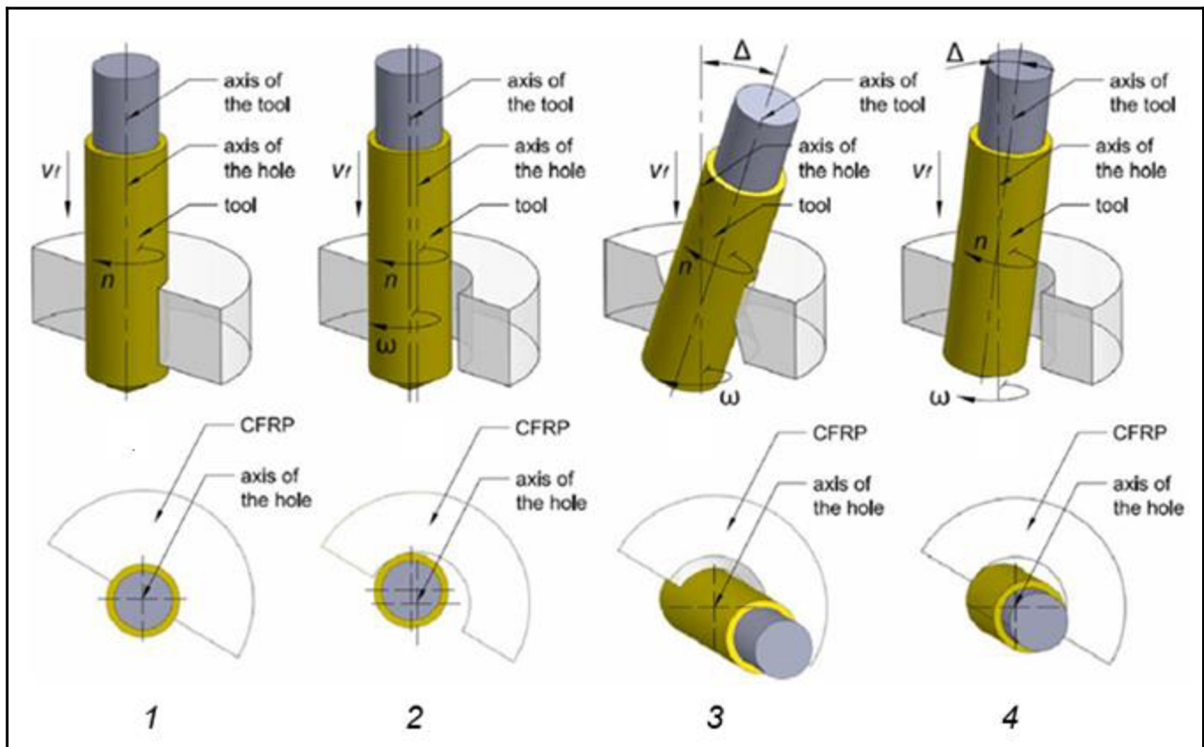 axis of
the tool
axis of
the hole
tool
vf
n
axis of
the tool
axis of
the hole
tool
vf
n
ω
Δ
axis of
the tool
axis of
the hole
tool
vf
n
ω
Δ
axis of
the tool
axis of
the hole
tool
vf
n
ω
CFRP
axis of
the hole
CFRP
axis of
the hole
CFRP
axis of
the hole
CFRP
axis of
the hole
1
2
3
4